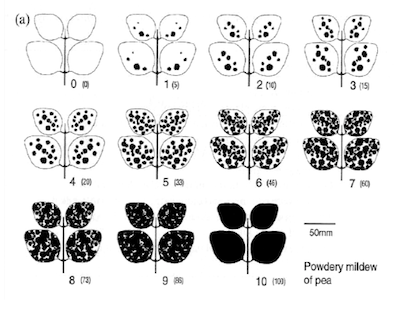 (a)
0 (0)
1 (5)
2 (10)
3 (15)
4 (20)
5 (33)
6 (46)
7 (60)
8 (73)
9 (86)
10 (100)
50mm
Powdery mildew
of pea